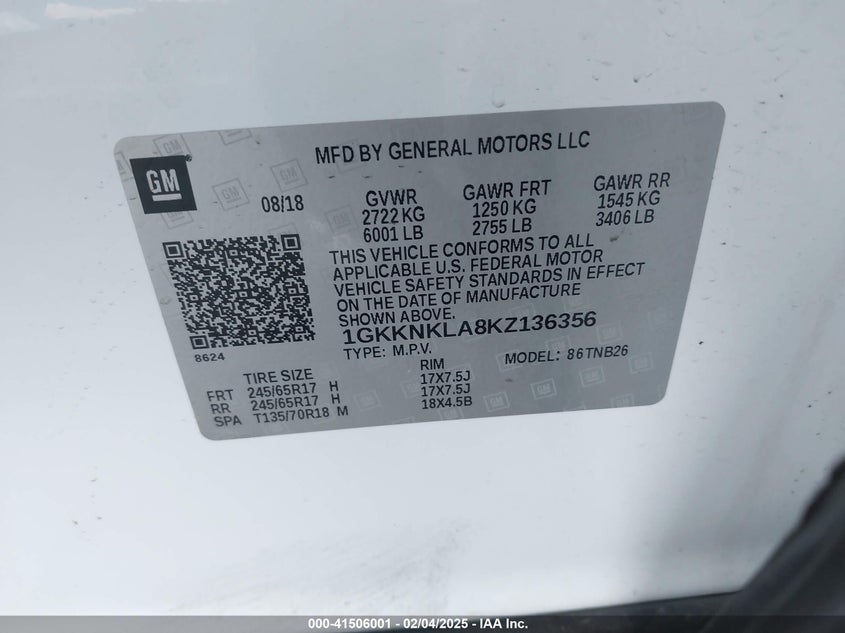 GM
MFD BY GENERAL MOTORS LLC
08/18
GVWR GAWR FRT GAWR RR
2722 KG 1250 KG 1545 KG
6001 LB 2755 LB 3406 LB
THIS VEHICLE CONFORMS TO ALL
APPLICABLE U.S. FEDERAL MOTOR
VEHICLE SAFETY STANDARDS IN EFFECT
ON THE DATE OF MANUFACTURE
SHOWN ABOVE.
1GKKNKLA8KZ136356
8624
TYPE: M.P.V. MODEL: 86TNB26
TIRE SIZE RIM
FRT 245/65R17 H 17X7.5J
RR 245/65R17 H 17X7.5J
SPA T135/70R18 M 18X4.5B
000-41506001 - 02/04/2025 - IAA Inc.